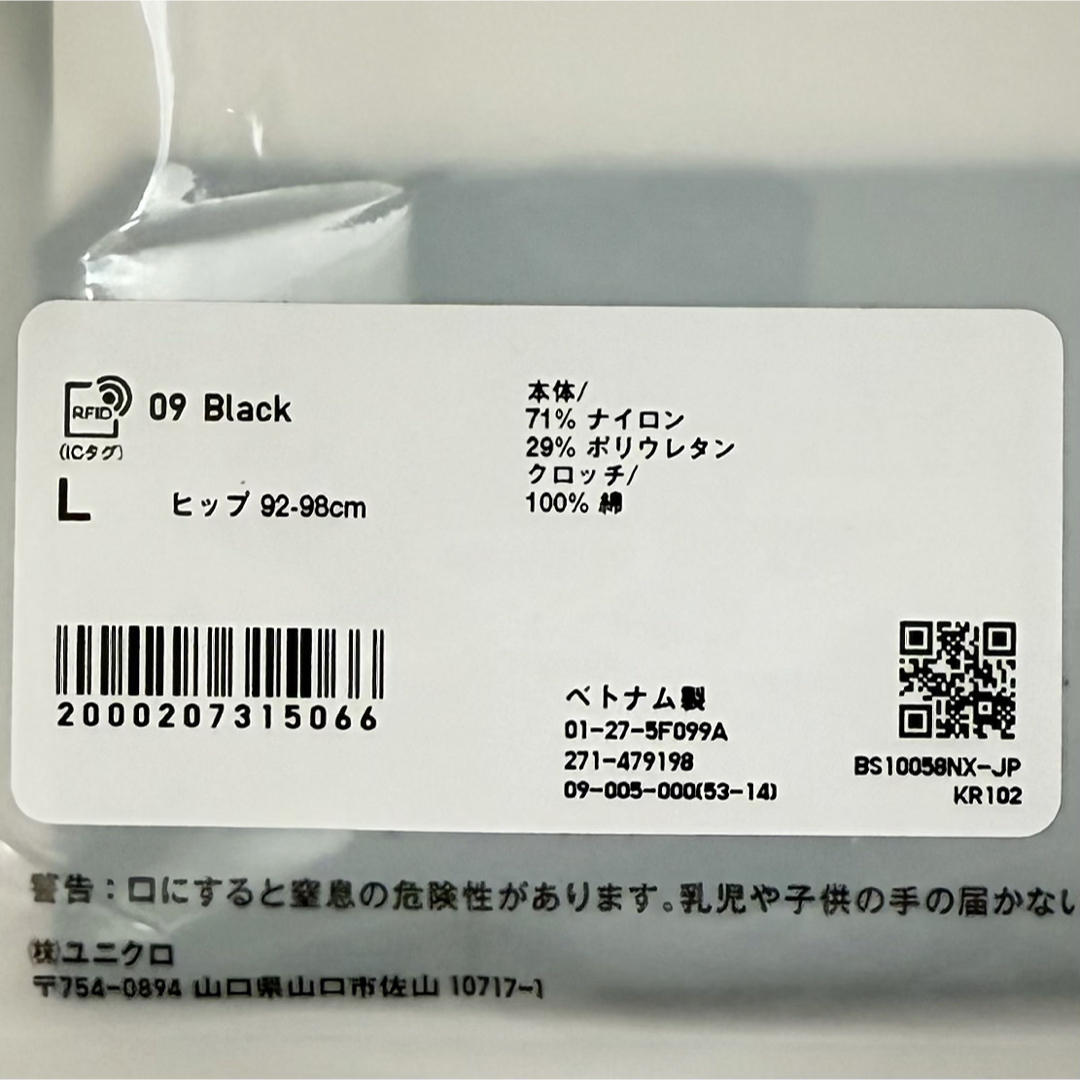 RFID 09 Black
(ICタグ)
L ヒップ 92-98cm
本体/
71% ナイロン
29% ポリウレタン
クロッチ/
100% 綿
2000207315066
ベトナム製
01-27-5F099A
271-479198
09-005-000(53-14)
BS10058NX-JP
KR102
警告：口にすると窒息の危険性があります。乳児や子供の手の届かない
㈱ユニクロ
〒754-0894 山口県山口市佐山 10717-1